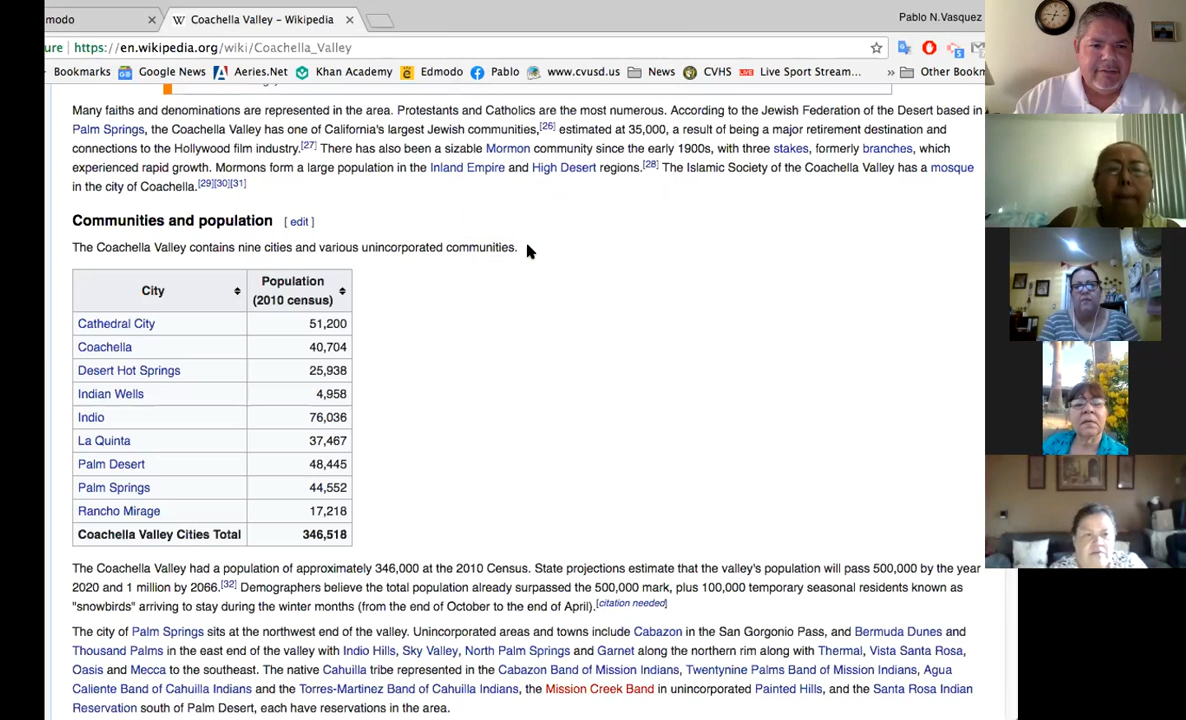 modo
Coachella Valley – Wikipedia
Pablo N.Vasquez
ure https://en.wikipedia.org/wiki/Coachella_Valley
Bookmarks Google News Aeries.Net Khan Academy Edmodo Pablo www.cvusd.us News CVHS Live Sport Stream... » Other Bookm
Many faiths and denominations are represented in the area. Protestants and Catholics are the most numerous. According to the Jewish Federation of the Desert based in
Palm Springs, the Coachella Valley has one of California's largest Jewish communities,[26] estimated at 35,000, a result of being a major retirement destination and
connections to the Hollywood film industry.[27] There has also been a sizable Mormon community since the early 1900s, with three stakes, formerly branches, which
experienced rapid growth. Mormons form a large population in the Inland Empire and High Desert regions.[28] The Islamic Society of the Coachella Valley has a mosque
in the city of Coachella.[29][30][31]
Communities and population [ edit ]
The Coachella Valley contains nine cities and various unincorporated communities.
City Population (2010 census)
Cathedral City 51,200
Coachella 40,704
Desert Hot Springs 25,938
Indian Wells 4,958
Indio 76,036
La Quinta 37,467
Palm Desert 48,445
Palm Springs 44,552
Rancho Mirage 17,218
Coachella Valley Cities Total 346,518
The Coachella Valley had a population of approximately 346,000 at the 2010 Census. State projections estimate that the valley's population will pass 500,000 by the year
2020 and 1 million by 2066.[32] Demographers believe the total population already surpassed the 500,000 mark, plus 100,000 temporary seasonal residents known as
"snowbirds" arriving to stay during the winter months (from the end of October to the end of April).[citation needed]
The city of Palm Springs sits at the northwest end of the valley. Unincorporated areas and towns include Cabazon in the San Gorgonio Pass, and Bermuda Dunes and
Thousand Palms in the east end of the valley with Indio Hills, Sky Valley, North Palm Springs and Garnet along the northern rim along with Thermal, Vista Santa Rosa,
Oasis and Mecca to the southeast. The native Cahuilla tribe represented in the Cabazon Band of Mission Indians, Twentynine Palms Band of Mission Indians, Agua
Caliente Band of Cahuilla Indians and the Torres-Martinez Band of Cahuilla Indians, the Mission Creek Band in unincorporated Painted Hills, and the Santa Rosa Indian
Reservation south of Palm Desert, each have reservations in the area.